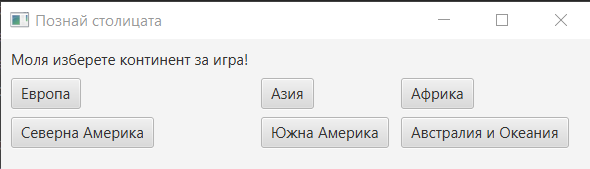 Познай столицата
Моля изберете континент за игра!
Европа Азия Африка
Северна Америка Южна Америка Австралия и Океания